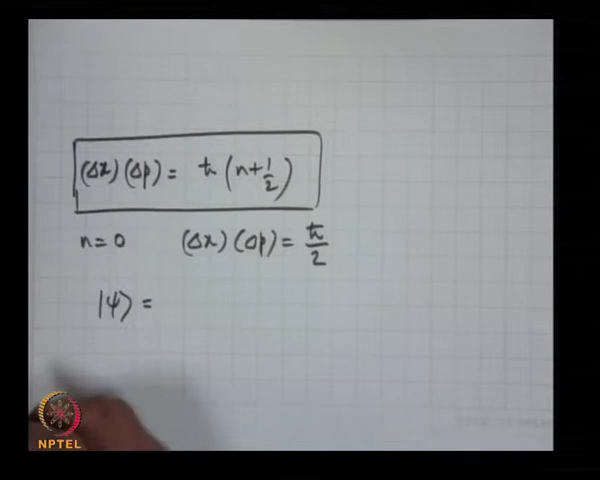 (Δx)(Δp) = ℏ(n+1/2)
n=0 (Δx)(Δp) = ℏ/2
|ψ⟩ =
NPTEL